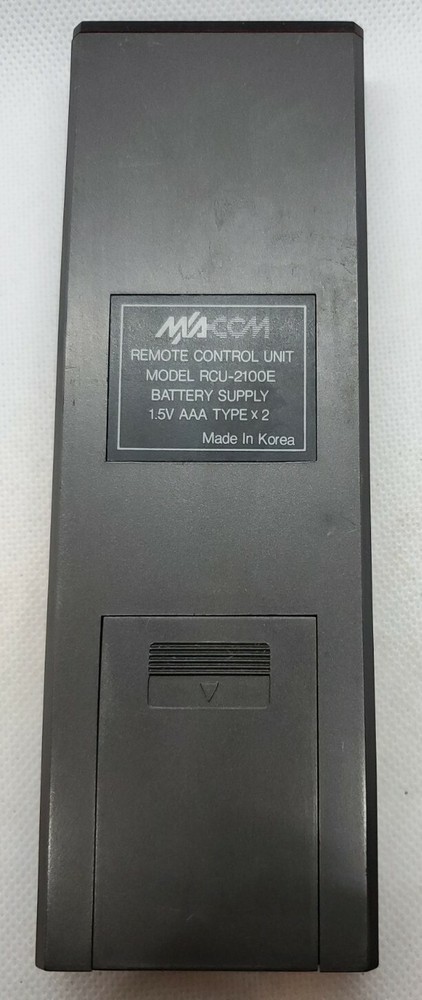 M/A-COM
REMOTE CONTROL UNIT
MODEL RCU-2100E
BATTERY SUPPLY
1.5V AAA TYPE x 2
Made In Korea